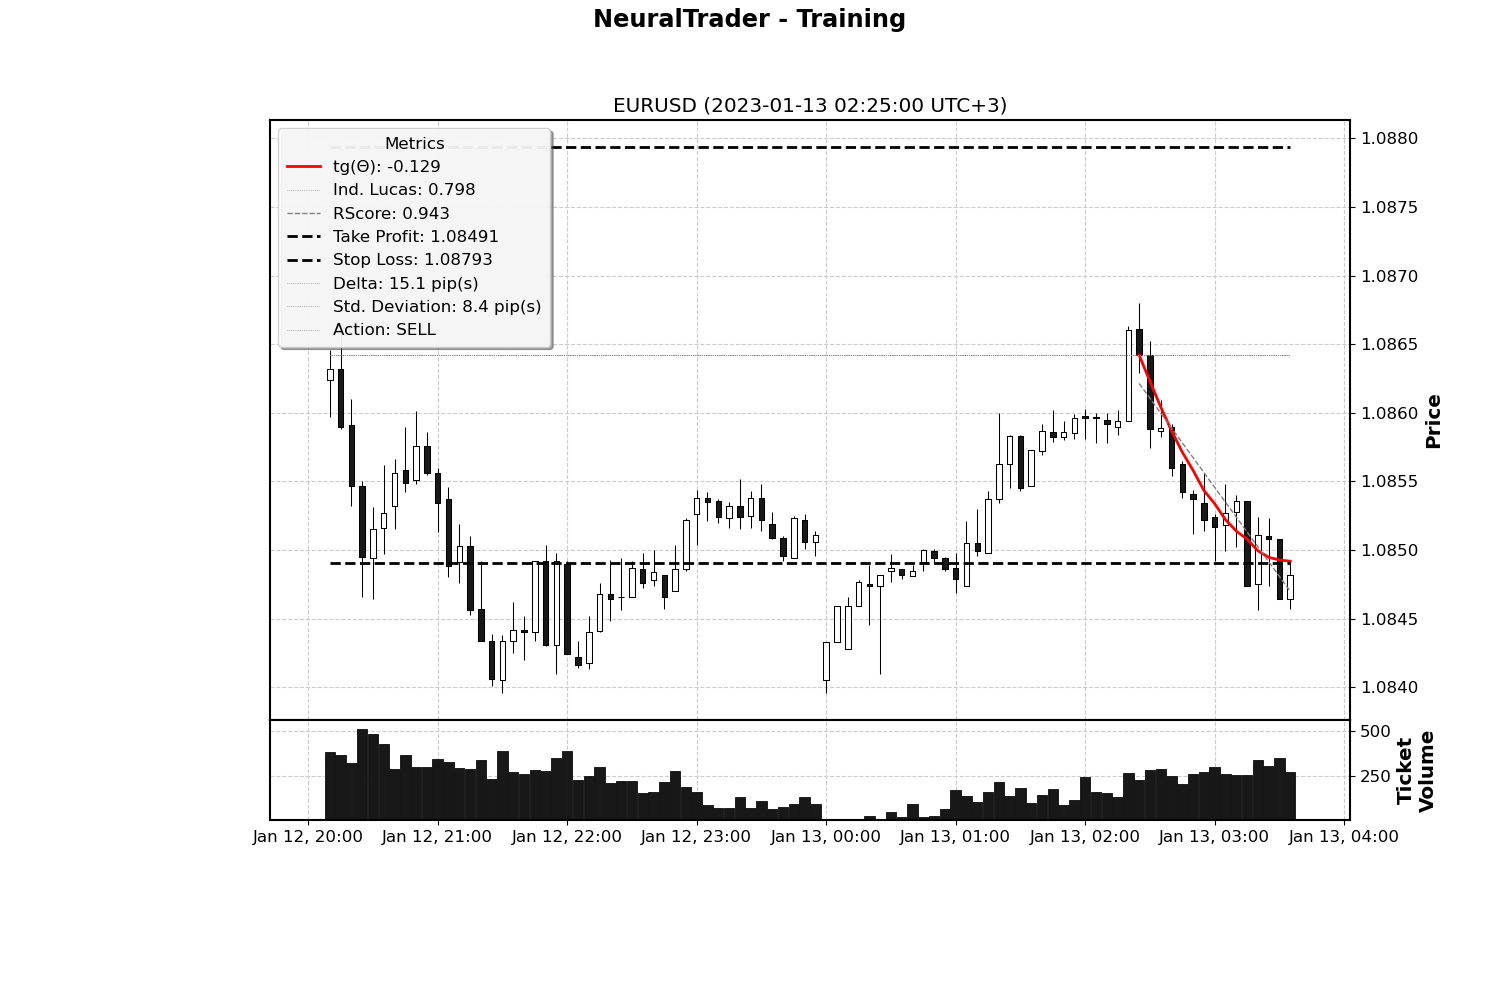 NeuralTrader - Training
EURUSD (2023-01-13 02:25:00 UTC+3)
Metrics
tg(Θ): -0.129
Ind. Lucas: 0.798
RScore: 0.943
Take Profit: 1.08491
Stop Loss: 1.08793
Delta: 15.1 pip(s)
Std. Deviation: 8.4 pip(s)
Action: SELL
1.0880
1.0875
1.0870
1.0865
1.0860
1.0855
1.0850
1.0845
1.0840
Price
500
250
Ticket
Volume
Jan 12, 20:00
Jan 12, 21:00
Jan 12, 22:00
Jan 12, 23:00
Jan 13, 00:00
Jan 13, 01:00
Jan 13, 02:00
Jan 13, 03:00
Jan 13, 04:00